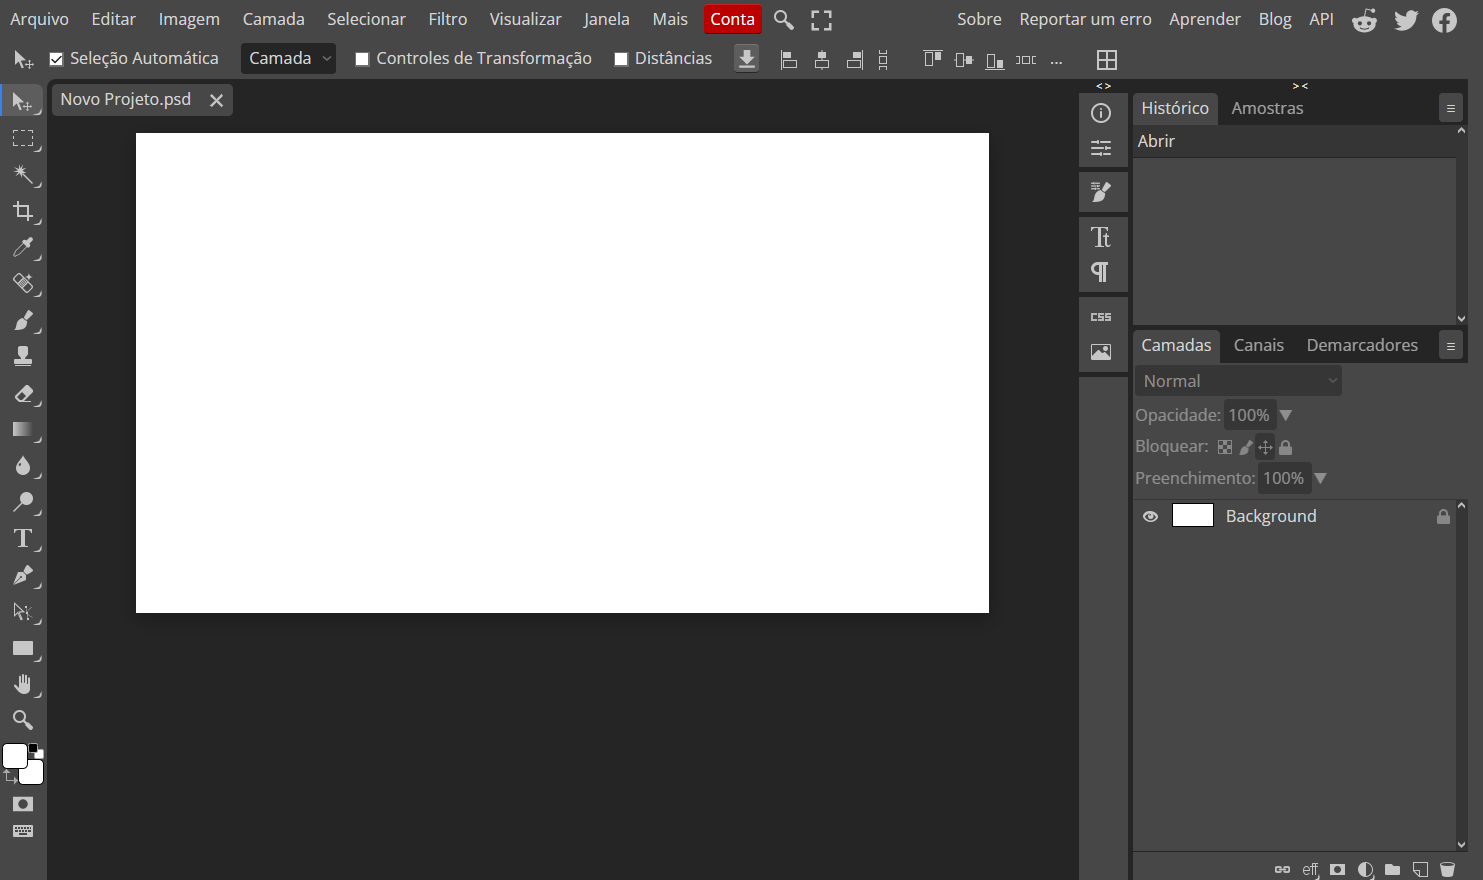 Arquivo Editar Imagem Camada Selecionar Filtro Visualizar Janela Mais Conta Sobre Reportar um erro Aprender Blog API
Seleção Automática Camada Controles de Transformação Distâncias ...
Novo Projeto.psd
< > > <
Histórico Amostras
Abrir
Tt
¶
CSS
Camadas Canais Demarcadores
Normal
Opacidade: 100%
Bloquear:
Preenchimento: 100%
Background
T
eff